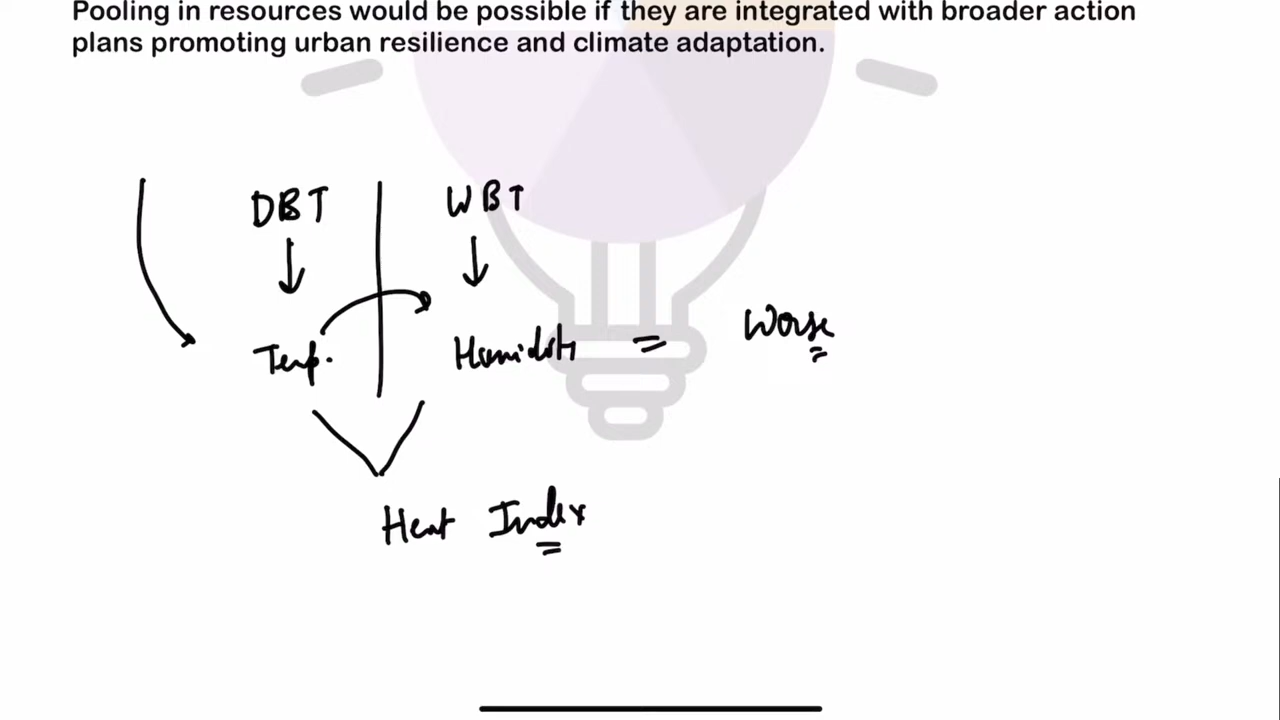 Pooling in resources would be possible if they are integrated with broader action
plans promoting urban resilience and climate adaptation.
DBT WBT
Temp. Humidity = Worse
Heat Index